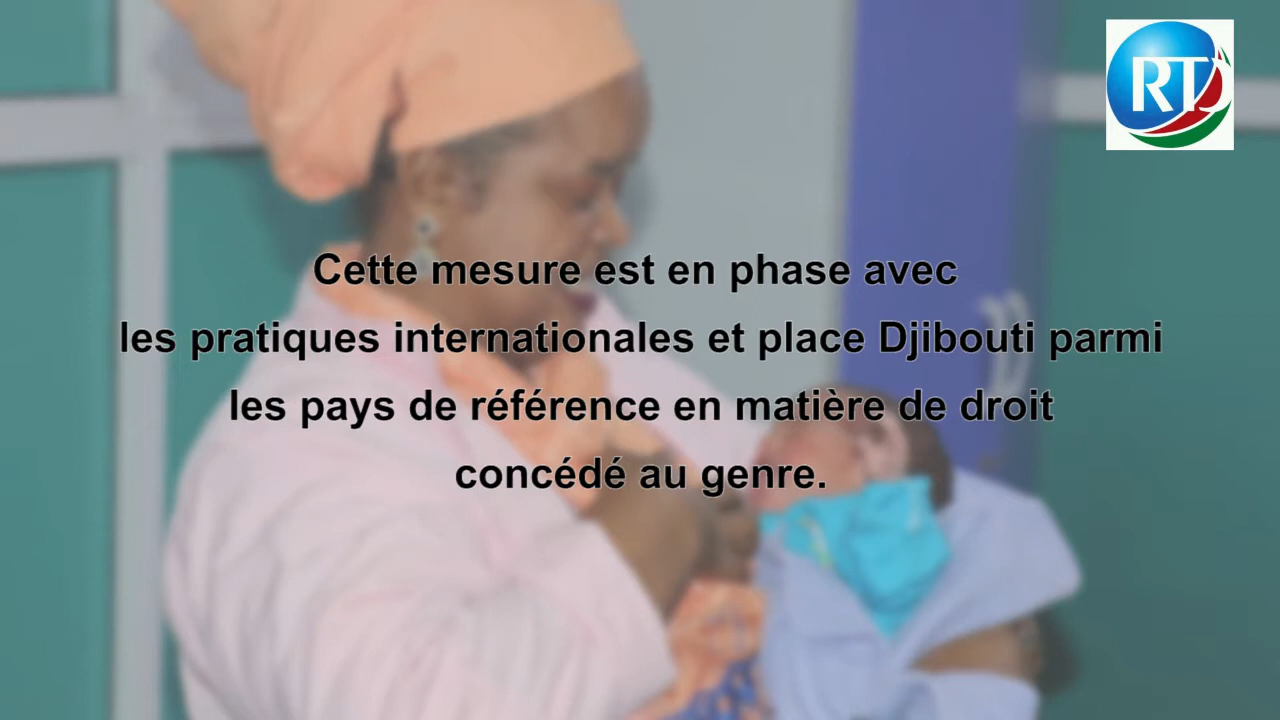 RTD
Cette mesure est en phase avec
les pratiques internationales et place Djibouti parmi
les pays de référence en matière de droit
concédé au genre.